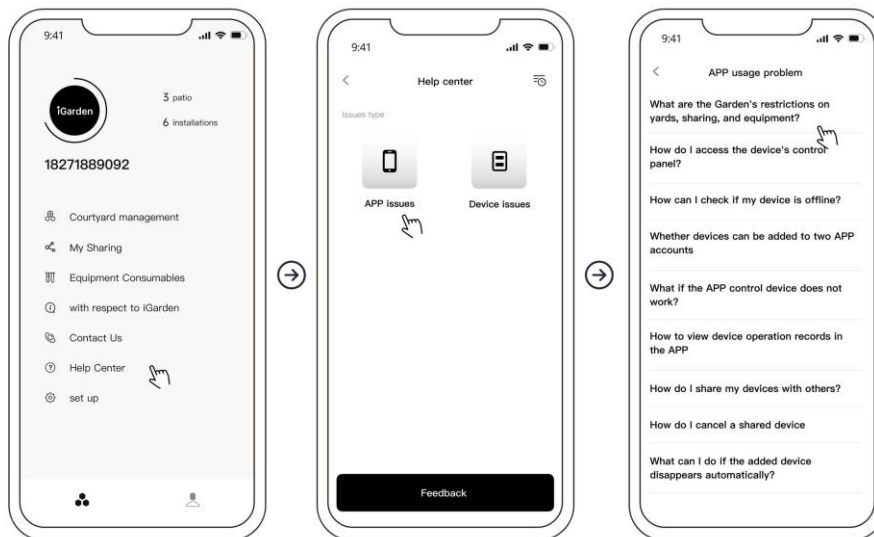 9:41
iGarden
3 patio
6 installations
18271889092
Courtyard management
My Sharing
Equipment Consumables
with respect to iGarden
Contact Us
Help Center
set up
9:41
Help center
Issues type
APP issues
Device issues
Feedback
9:41
APP usage problem
What are the Garden's restrictions on
yards, sharing, and equipment?
How do I access the device's control
panel?
How can I check if my device is offline?
Whether devices can be added to two APP
accounts
What if the APP control device does not
work?
How to view device operation records in
the APP
How do I share my devices with others?
How do I cancel a shared device
What can I do if the added device
disappears automatically?